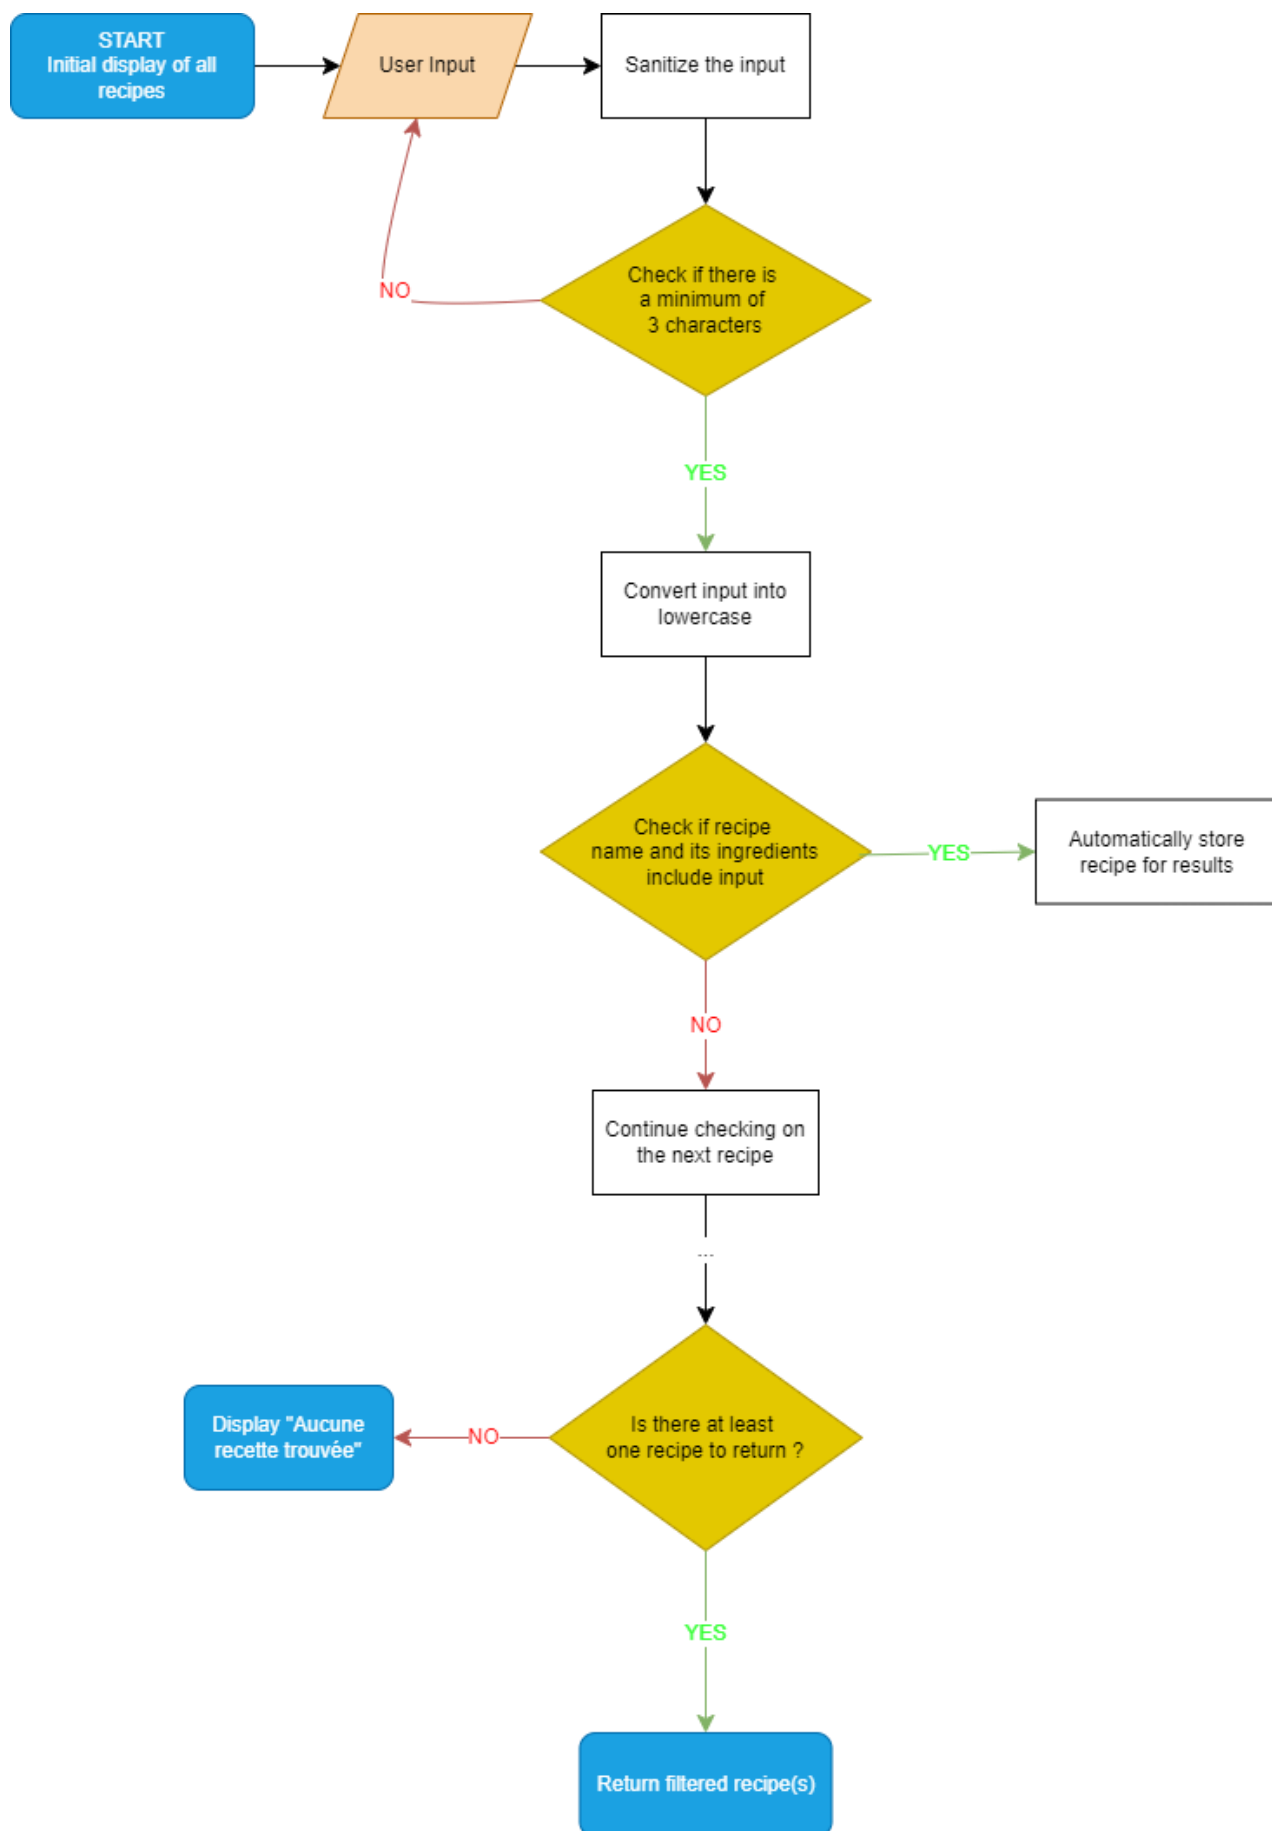 START
Initial display of all
recipes
User Input
Sanitize the input
Check if there is
a minimum of
3 characters
NO
YES
Convert input into
lowercase
Check if recipe
name and its ingredients
include input
YES
Automatically store
recipe for results
NO
Continue checking on
the next recipe
...
Is there at least
one recipe to return ?
NO
Display "Aucune
recette trouvée"
YES
Return filtered recipe(s)